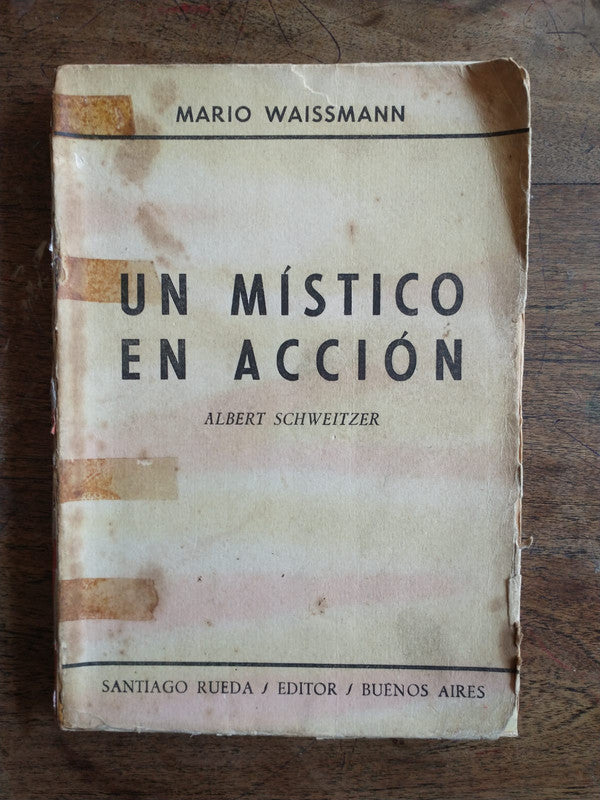 MARIO WAISSMANN
UN MÍSTICO
EN ACCIÓN
ALBERT SCHWEITZER
SANTIAGO RUEDA / EDITOR / BUENOS AIRES